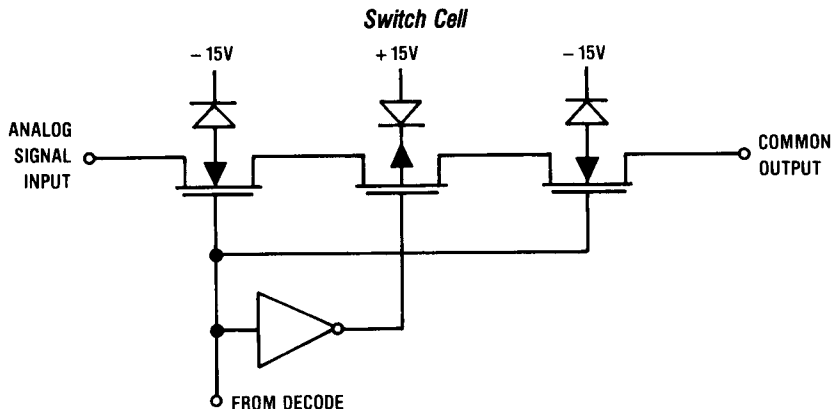 Switch Cell
– 15V
+ 15V
– 15V
ANALOG
SIGNAL
INPUT
COMMON
OUTPUT
FROM DECODE